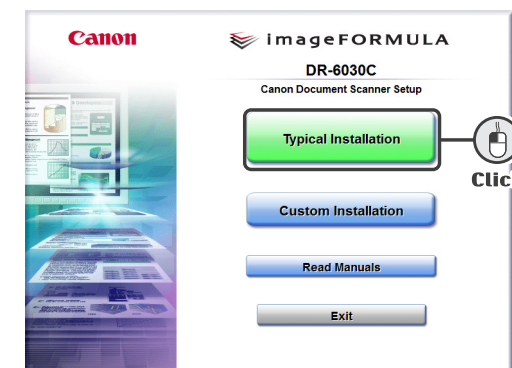 Canon
imageFORMULA
DR-6030C
Canon Document Scanner Setup
Typical Installation
Clic
Custom Installation
Read Manuals
Exit